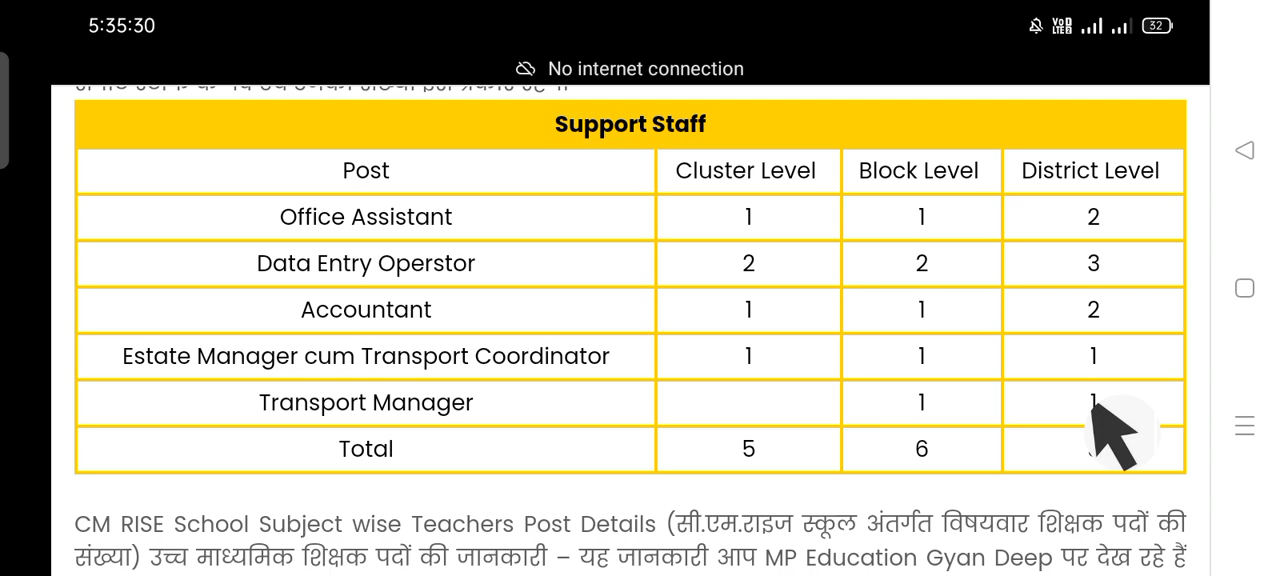 5:35:30 32
No internet connection
Support Staff
Post Cluster Level Block Level District Level
Office Assistant 1 1 2
Data Entry Operstor 2 2 3
Accountant 1 1 2
Estate Manager cum Transport Coordinator 1 1 1
Transport Manager 1 1
Total 5 6
CM RISE School Subject wise Teachers Post Details (सी.एम.राइज स्कूल अंतर्गत विषयवार शिक्षक पदों की
संख्या) उच्च माध्यमिक शिक्षक पदों की जानकारी – यह जानकारी आप MP Education Gyan Deep पर देख रहे हैं